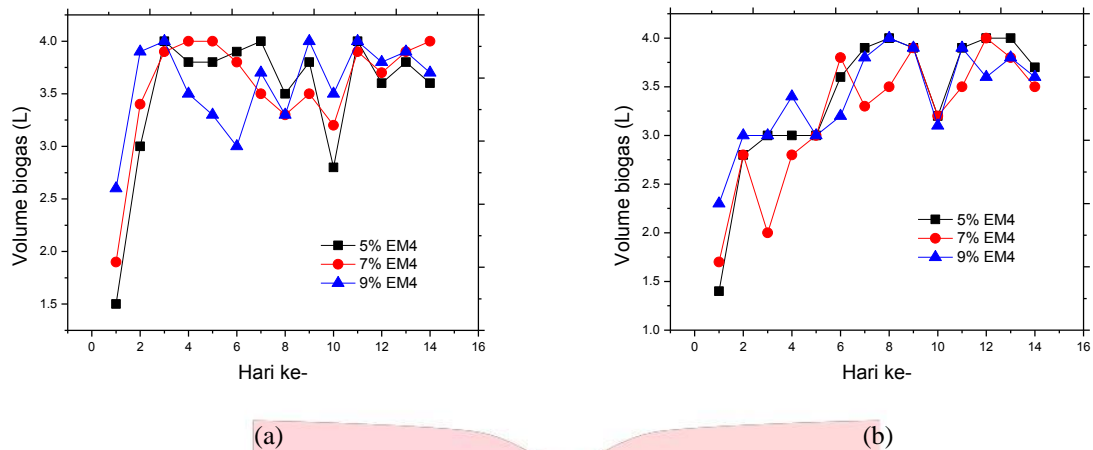 4.0
3.5
3.0
2.5
2.0
1.5
Volume biogas (L)
5% EM4
7% EM4
9% EM4
0 2 4 6 8 10 12 14 16
Hari ke-
(a)
4.0
3.5
3.0
2.5
2.0
1.5
1.0
Volume biogas (L)
5% EM4
7% EM4
9% EM4
0 2 4 6 8 10 12 14 16
Hari ke-
(b)